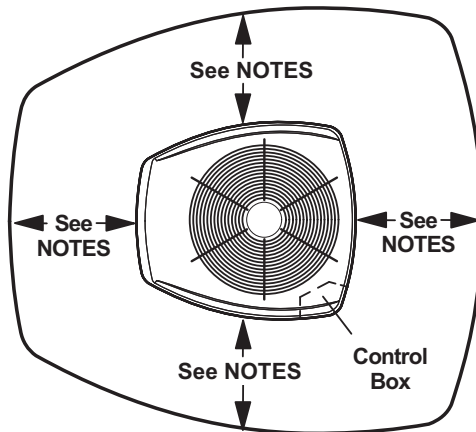 See NOTES
See
NOTES
See
NOTES
See NOTES
Control
Box